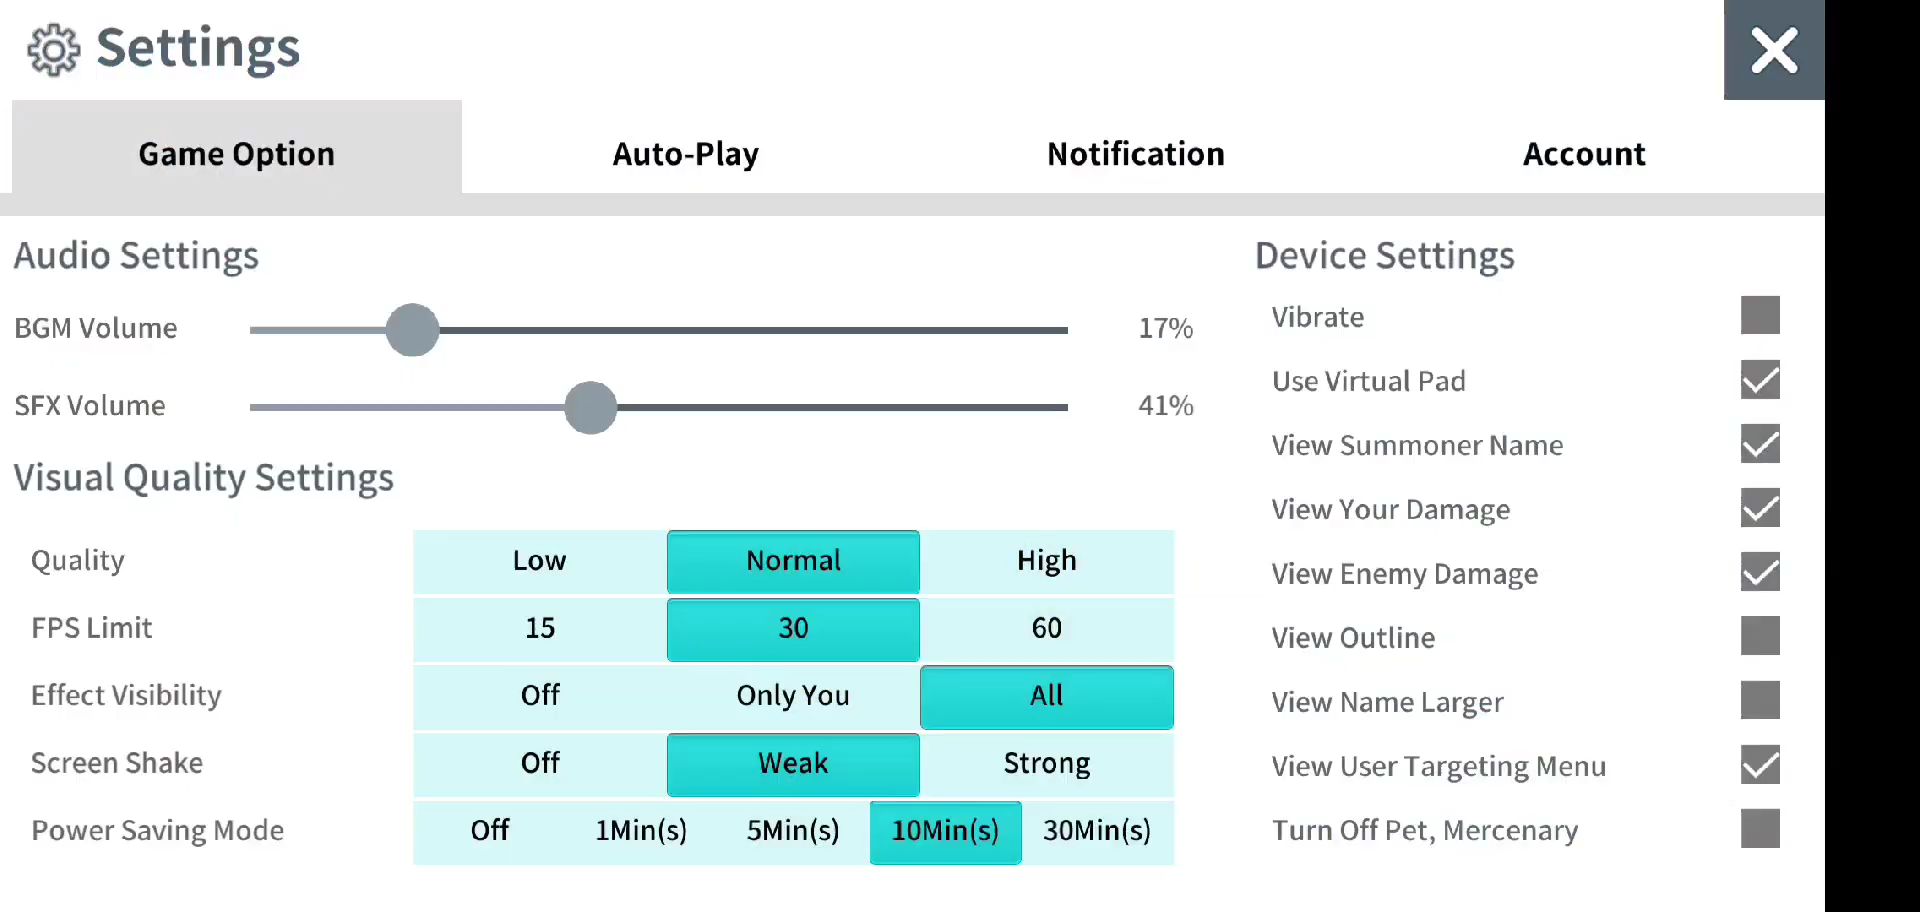 Settings
Game Option Auto-Play Notification Account
Audio Settings
BGM Volume 17%
SFX Volume 41%
Visual Quality Settings
Quality Low Normal High
FPS Limit 15 30 60
Effect Visibility Off Only You All
Screen Shake Off Weak Strong
Power Saving Mode Off 1Min(s) 5Min(s) 10Min(s) 30Min(s)
Device Settings
Vibrate
Use Virtual Pad
View Summoner Name
View Your Damage
View Enemy Damage
View Outline
View Name Larger
View User Targeting Menu
Turn Off Pet, Mercenary